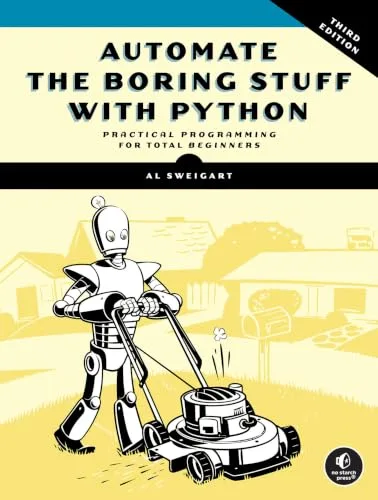 THIRD
EDITION
AUTOMATE
THE BORING STUFF
WITH PYTHON
PRACTICAL PROGRAMMING
FOR TOTAL BEGINNERS
AL SWEIGART
no starch
press®